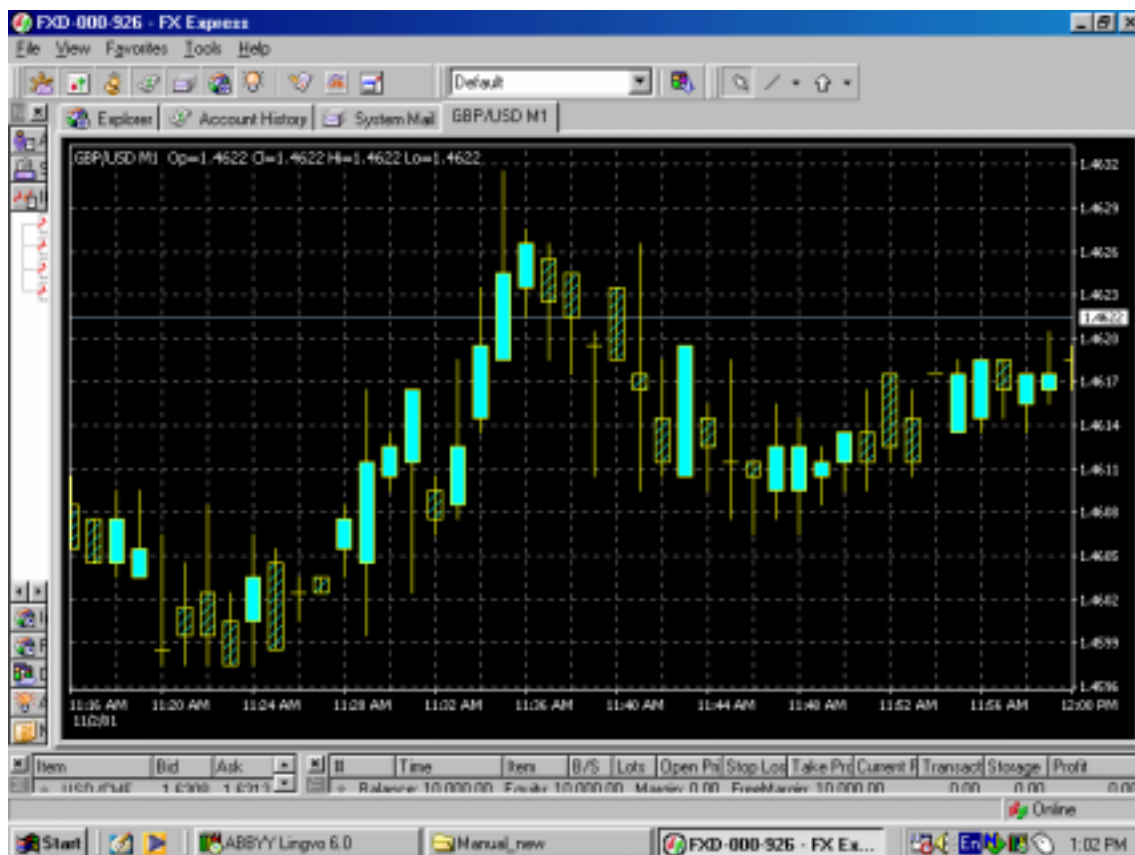 FXD-000-926 - FX Express
File View Favorites Tools Help
Default
Explorer Account History System Mail GBP/USD M1
GBP/USD M1 Op=1.4622 Cl=1.4622 Hi=1.4622 Lo=1.4622
1.4632
1.4629
1.4626
1.4623
1.4622
1.4620
1.4617
1.4614
1.4611
1.4608
1.4605
1.4602
1.4599
1.4596
11:16 AM 11:20 AM 11:24 AM 11:28 AM 11:32 AM 11:36 AM 11:40 AM 11:44 AM 11:48 AM 11:52 AM 11:56 AM 12:00 PM
11/2/01
Item Bid Ask # Time Item B/S Lots Open Pri Stop Los Take Pro Current P Transact Storage Profit
USD/CHF 1.6308 1.6313 Balance: 10,000.00 Equity: 10,000.00 Margin: 0.00 FreeMargin: 10,000.00 0.00 0.00 0.00
Online
Start ABBYY Lingvo 6.0 Manual_new FXD-000-926 - FX Ex... En 1:02 PM